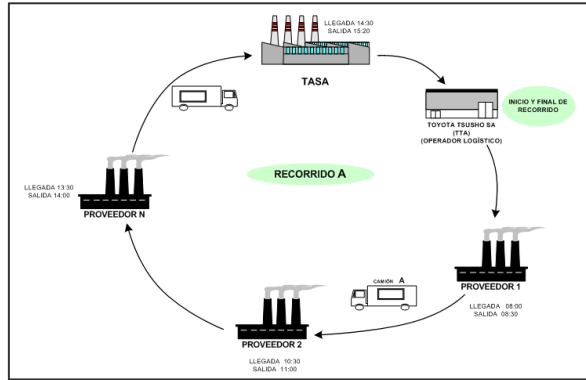 LLEGADA 14:30
SALIDA 15:20
TASA
INICIO Y FINAL DE
RECORRIDO
TOYOTA TSUSHO SA
(TTA)
(OPERADOR LOGÍSTICO)
RECORRIDO A
LLEGADA 13:30
SALIDA 14:00
PROVEEDOR N
CAMIÓN A
PROVEEDOR 1
LLEGADA 08:00
SALIDA 08:30
PROVEEDOR 2
LLEGADA 10:30
SALIDA 11:00